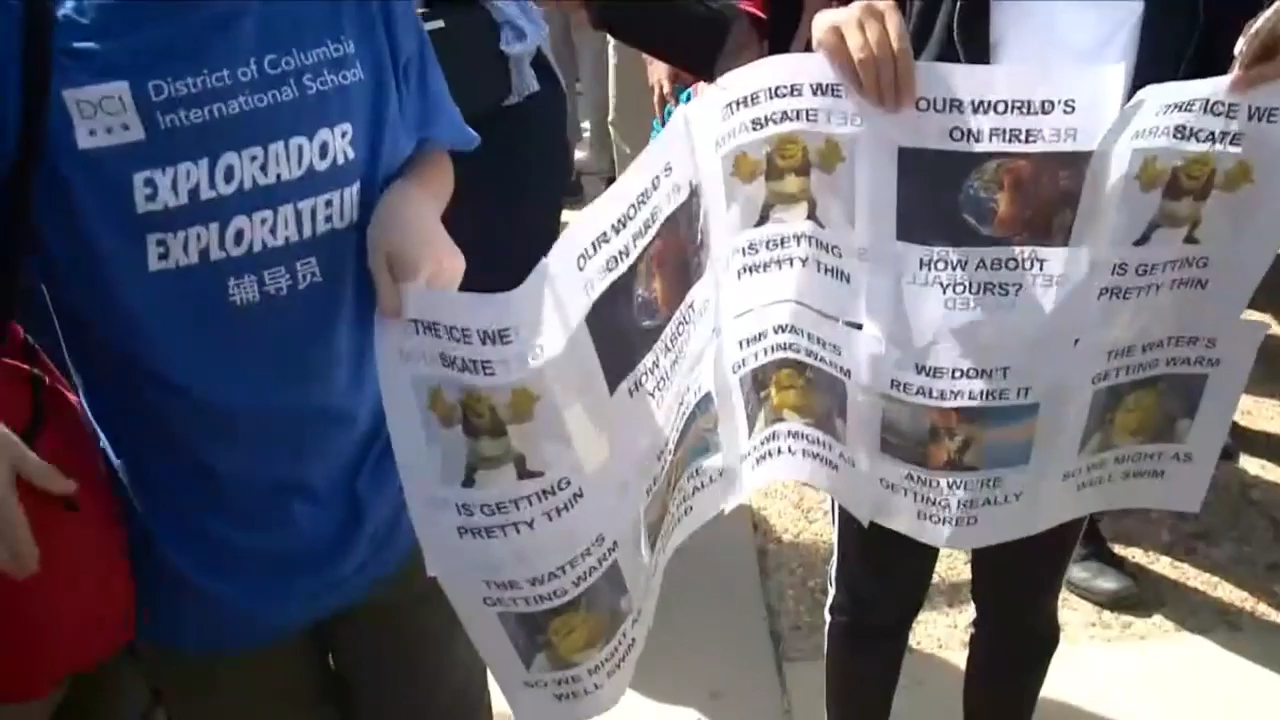 DCI
District of Columbia
International School
EXPLORADOR
EXPLORATEUR
辅导员
THE ICE WE
SKATE
IS GETTING
PRETTY THIN
THE WATER'S
GETTING WARM
SO WE MIGHT AS
WELL SWIM
OUR WORLD'S
ON FIRE
HOW ABOUT
YOURS?
REALLY
BORED
THE ICE WE
SKATE
IS GETTING
PRETTY THIN
THE WATER'S
GETTING WARM
SO WE MIGHT AS
WELL SWIM
OUR WORLD'S
ON FIRE
HOW ABOUT
YOURS?
WE DON'T
REALLY LIKE IT
AND WE'RE
GETTING REALLY
BORED
THE ICE WE
SKATE
IS GETTING
PRETTY THIN
THE WATER'S
GETTING WARM
SO WE MIGHT AS
WELL SWIM